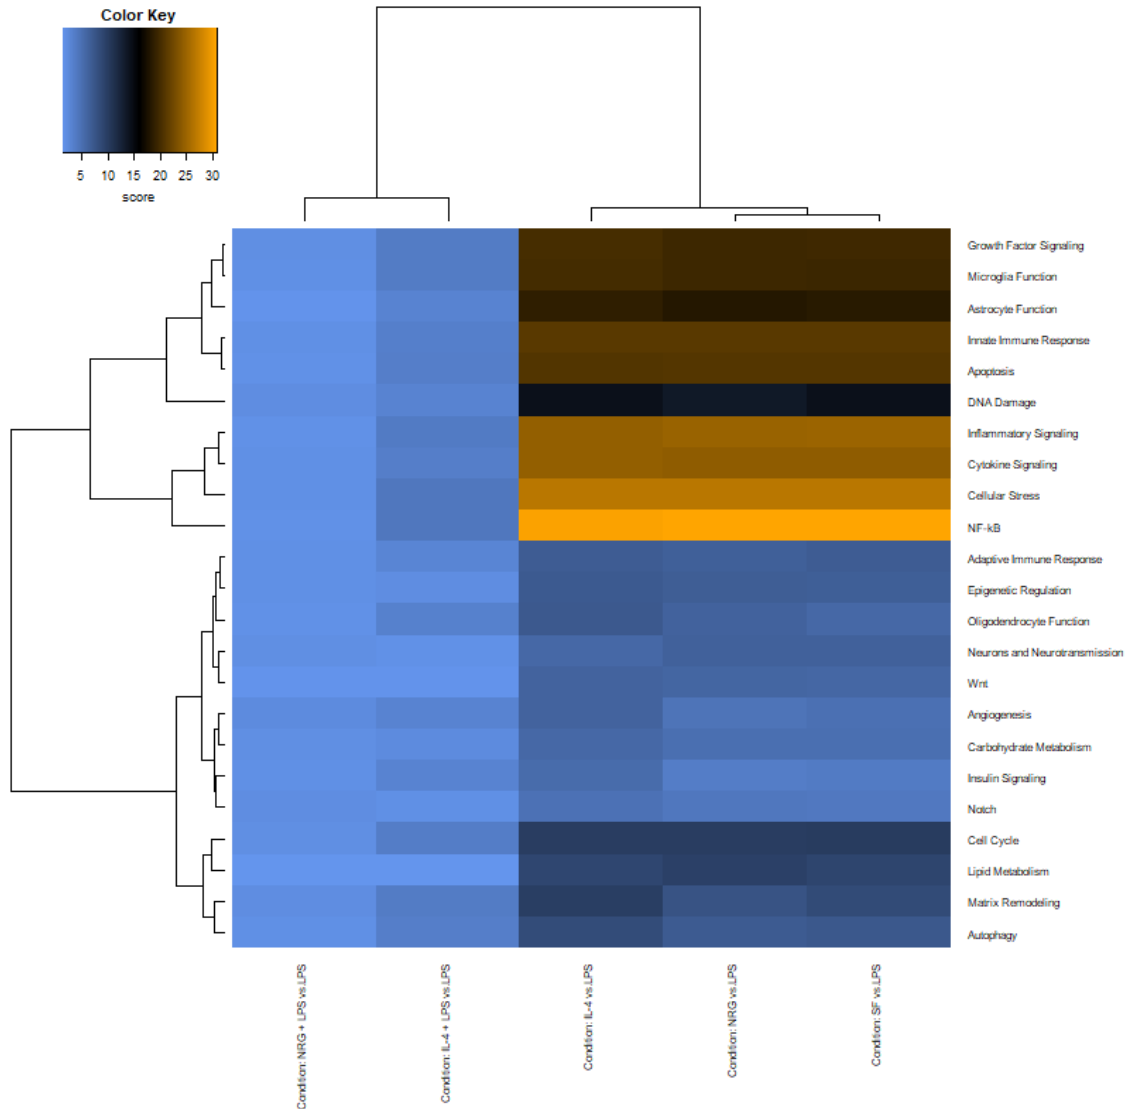 Color Key
5 10 15 20 25 30
score
Growth Factor Signaling
Microglia Function
Astrocyte Function
Innate Immune Response
Apoptosis
DNA Damage
Inflammatory Signaling
Cytokine Signaling
Cellular Stress
NF-kB
Adaptive Immune Response
Epigenetic Regulation
Oligodendrocyte Function
Neurons and Neurotransmission
Wnt
Angiogenesis
Carbohydrate Metabolism
Insulin Signaling
Notch
Cell Cycle
Lipid Metabolism
Matrix Remodeling
Autophagy
Condition: NRG + LPS vs.LPS
Condition: IL-4 + LPS vs.LPS
Condition: IL-4 vs.LPS
Condition: NRG vs.LPS
Condition: SF vs.LPS